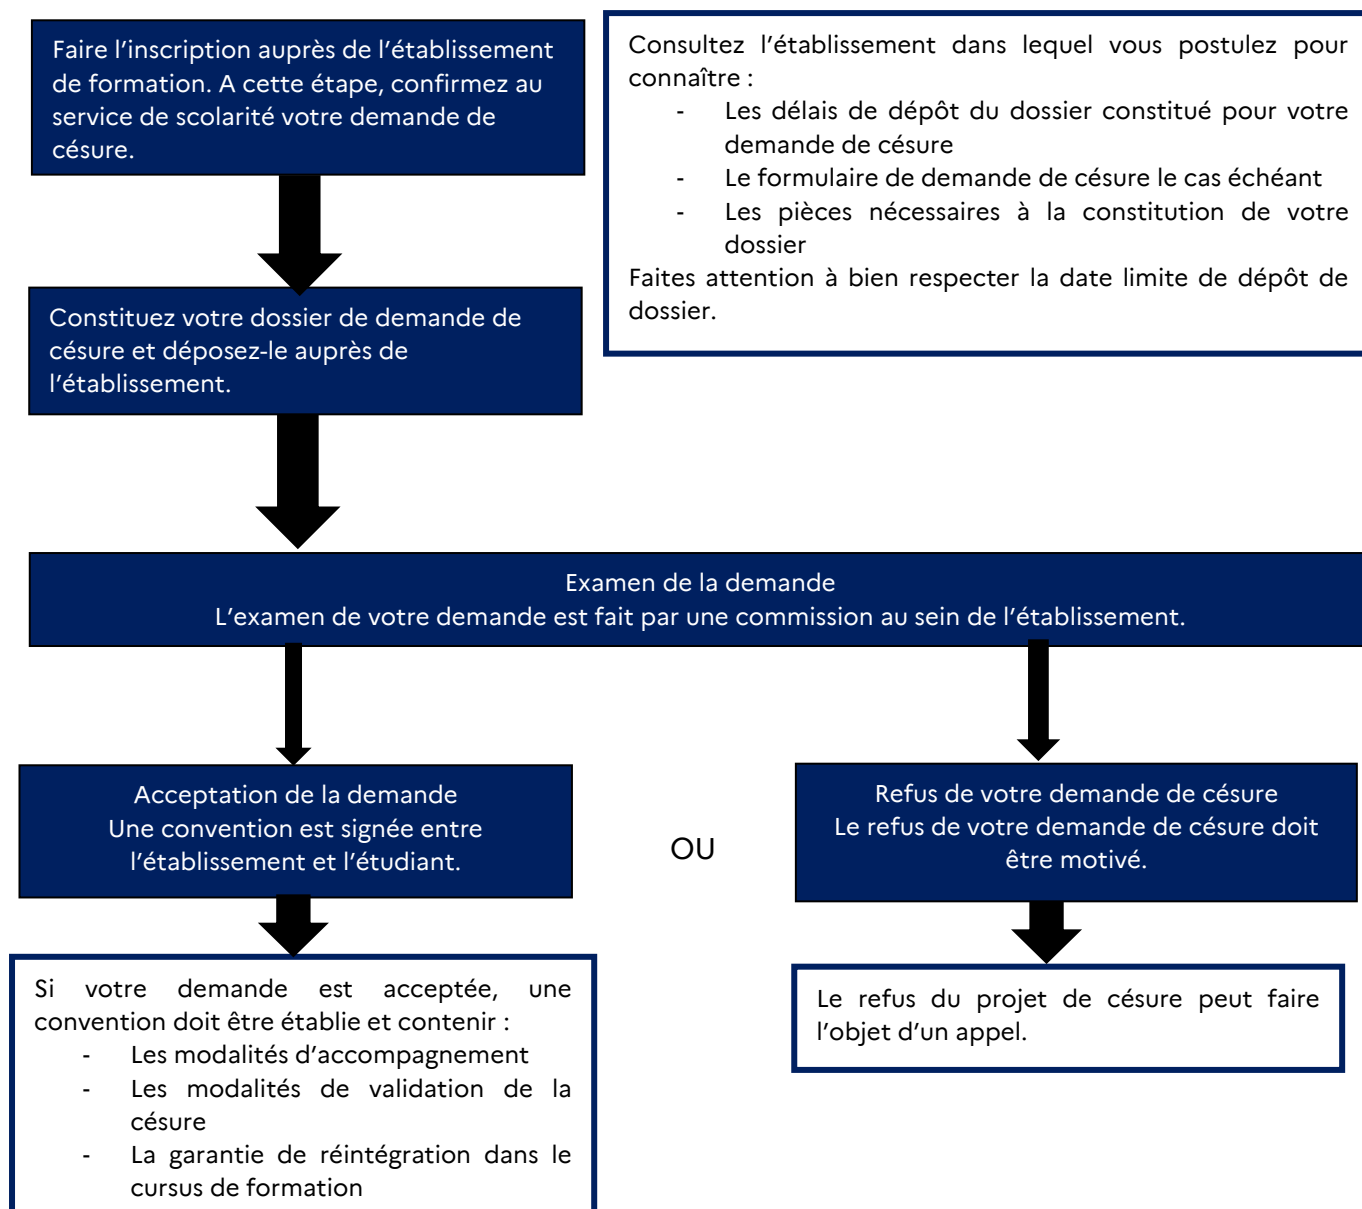 Faire l’inscription auprès de l’établissement
de formation. A cette étape, confirmez au
service de scolarité votre demande de
césure.
Consultez l’établissement dans lequel vous postulez pour
connaître :
- Les délais de dépôt du dossier constitué pour votre
demande de césure
- Le formulaire de demande de césure le cas échéant
- Les pièces nécessaires à la constitution de votre
dossier
Faites attention à bien respecter la date limite de dépôt de
dossier.
Constituez votre dossier de demande de
césure et déposez-le auprès de
l’établissement.
Examen de la demande
L’examen de votre demande est fait par une commission au sein de l’établissement.
Acceptation de la demande
Une convention est signée entre
l’établissement et l’étudiant.
OU
Refus de votre demande de césure
Le refus de votre demande de césure doit
être motivé.
Si votre demande est acceptée, une
convention doit être établie et contenir :
- Les modalités d’accompagnement
- Les modalités de validation de la
césure
- La garantie de réintégration dans le
cursus de formation
Le refus du projet de césure peut faire
l’objet d’un appel.